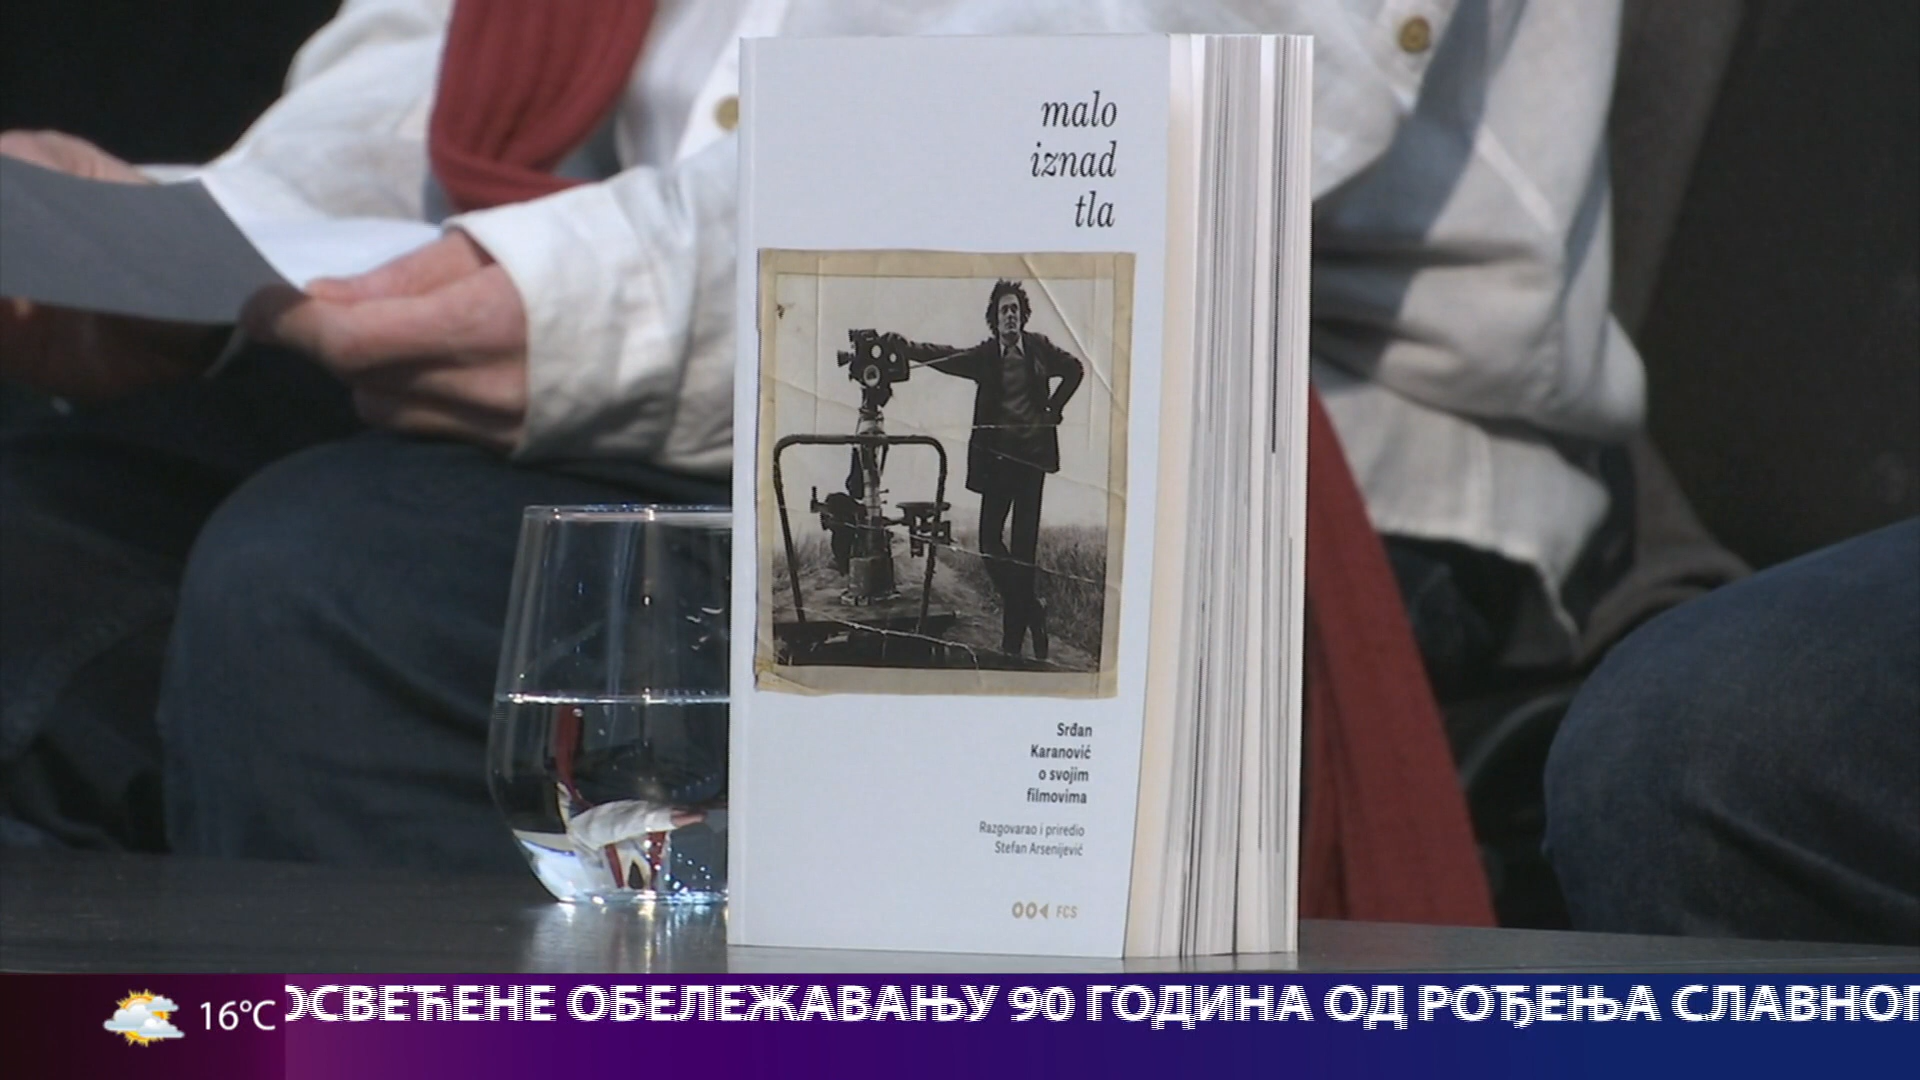 malo
iznad
tla
Srđan
Karanović
o svojim
filmovima
Razgovarao i priredio
Stefan Arsenijević
FCS
16°C
ОСВЕЋЕНЕ ОБЕЛЕЖАВАЊУ 90 ГОДИНА ОД РОЂЕЊА СЛАВНОГ